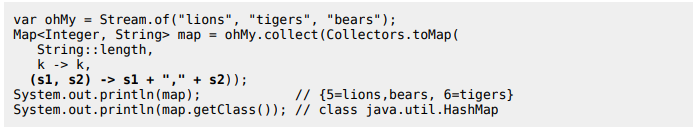 var ohMy = Stream.of("lions", "tigers", "bears");
Map<Integer, String> map = ohMy.collect(Collectors.toMap(
   String::length,
   k -> k,
  (s1, s2) -> s1 + "," + s2));
System.out.println(map);            // {5=lions,bears, 6=tigers}
System.out.println(map.getClass()); // class java.util.HashMap